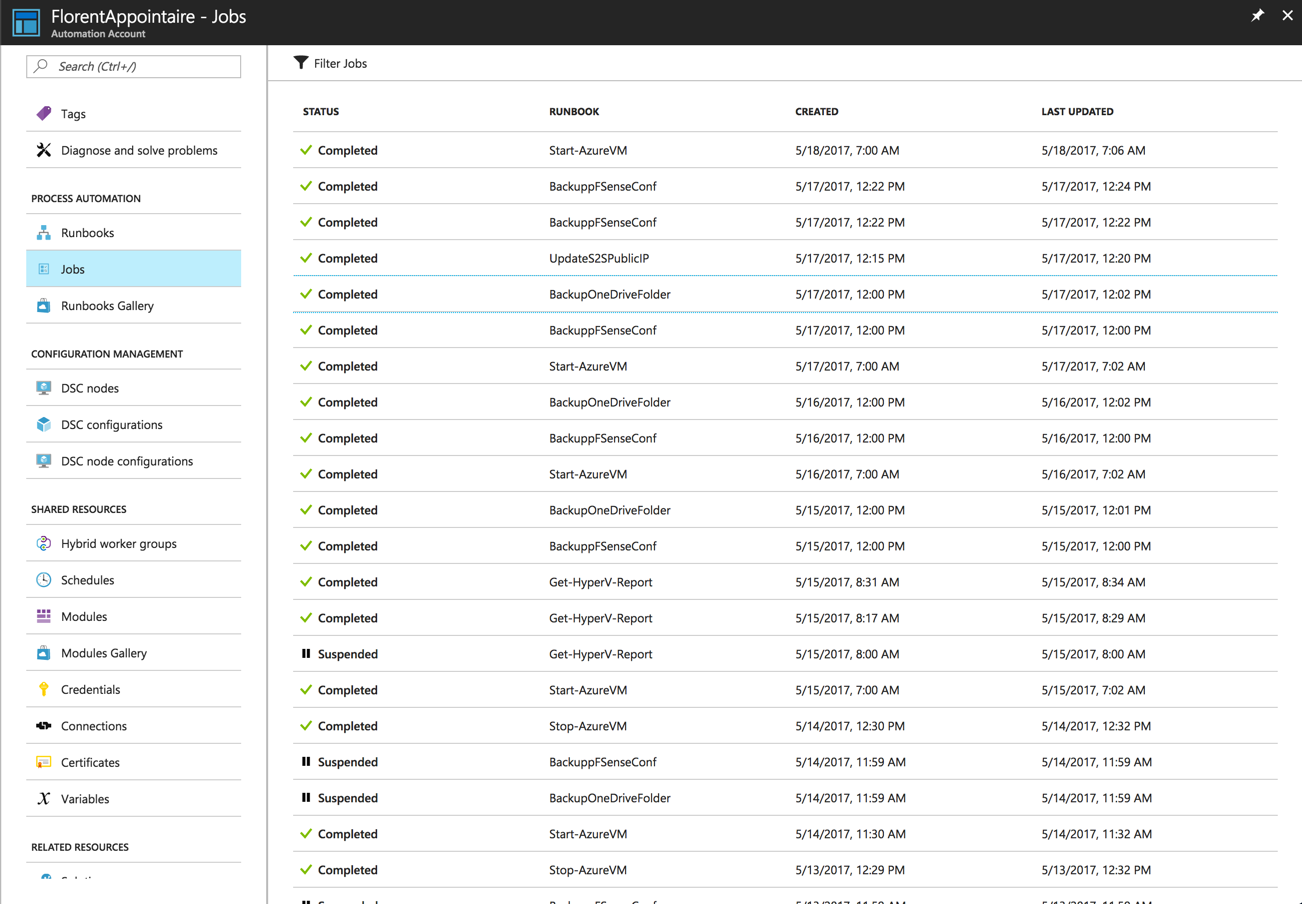 FlorentAppointaire - Jobs
Automation Account
Search (Ctrl+/)
Tags
Diagnose and solve problems
PROCESS AUTOMATION
Runbooks
Jobs
Runbooks Gallery
CONFIGURATION MANAGEMENT
DSC nodes
DSC configurations
DSC node configurations
SHARED RESOURCES
Hybrid worker groups
Schedules
Modules
Modules Gallery
Credentials
Connections
Certificates
Variables
RELATED RESOURCES
Filter Jobs
STATUS RUNBOOK CREATED LAST UPDATED
Completed Start-AzureVM 5/18/2017, 7:00 AM 5/18/2017, 7:06 AM
Completed BackuppFSenseConf 5/17/2017, 12:22 PM 5/17/2017, 12:24 PM
Completed BackuppFSenseConf 5/17/2017, 12:22 PM 5/17/2017, 12:22 PM
Completed UpdateS2SPublicIP 5/17/2017, 12:15 PM 5/17/2017, 12:20 PM
Completed BackupOneDriveFolder 5/17/2017, 12:00 PM 5/17/2017, 12:02 PM
Completed BackuppFSenseConf 5/17/2017, 12:00 PM 5/17/2017, 12:00 PM
Completed Start-AzureVM 5/17/2017, 7:00 AM 5/17/2017, 7:02 AM
Completed BackupOneDriveFolder 5/16/2017, 12:00 PM 5/16/2017, 12:02 PM
Completed BackuppFSenseConf 5/16/2017, 12:00 PM 5/16/2017, 12:00 PM
Completed Start-AzureVM 5/16/2017, 7:00 AM 5/16/2017, 7:02 AM
Completed BackupOneDriveFolder 5/15/2017, 12:00 PM 5/15/2017, 12:01 PM
Completed BackuppFSenseConf 5/15/2017, 12:00 PM 5/15/2017, 12:00 PM
Completed Get-HyperV-Report 5/15/2017, 8:31 AM 5/15/2017, 8:34 AM
Completed Get-HyperV-Report 5/15/2017, 8:17 AM 5/15/2017, 8:29 AM
Suspended Get-HyperV-Report 5/15/2017, 8:00 AM 5/15/2017, 8:00 AM
Completed Start-AzureVM 5/15/2017, 7:00 AM 5/15/2017, 7:02 AM
Completed Stop-AzureVM 5/14/2017, 12:30 PM 5/14/2017, 12:32 PM
Suspended BackuppFSenseConf 5/14/2017, 11:59 AM 5/14/2017, 11:59 AM
Suspended BackupOneDriveFolder 5/14/2017, 11:59 AM 5/14/2017, 11:59 AM
Completed Start-AzureVM 5/14/2017, 11:30 AM 5/14/2017, 11:32 AM
Completed Stop-AzureVM 5/13/2017, 12:29 PM 5/13/2017, 12:32 PM